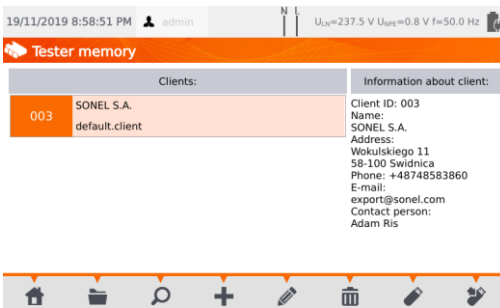 19/11/2019 8:58:51 PM admin N L ULN=237.5 V UNPE=0.8 V f=50.0 Hz
Tester memory
Clients:
003
SONEL S.A.
default.client
Information about client:
Client ID: 003
Name:
SONEL S.A.
Address:
Wokulskiego 11
58-100 Swidnica
Phone: +48748583860
E-mail:
export@sonel.com
Contact person:
Adam Ris